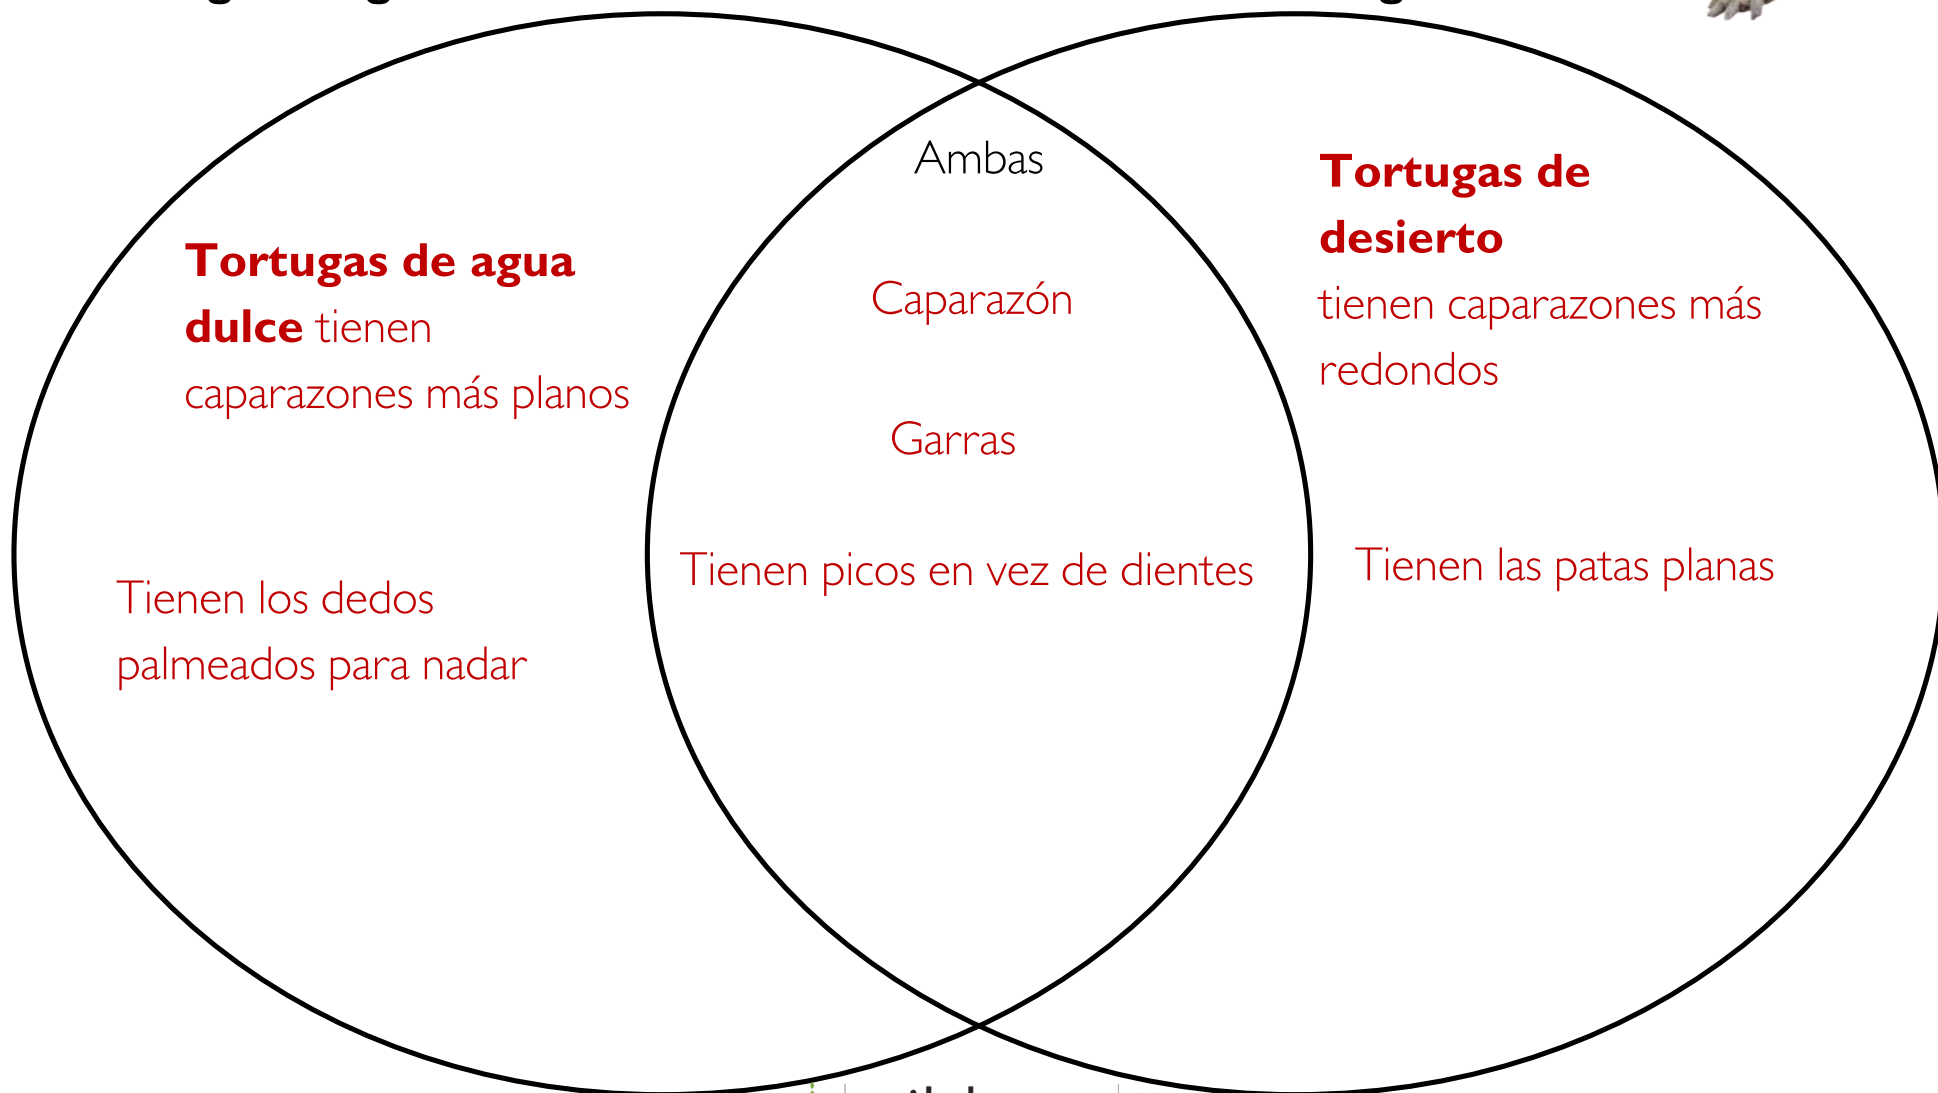 Tortugas de agua
dulce tienen
caparazones más planos
Tienen los dedos
palmeados para nadar
Ambas
Caparazón
Garras
Tienen picos en vez de dientes
Tortugas de
desierto
tienen caparazones más
redondos
Tienen las patas planas